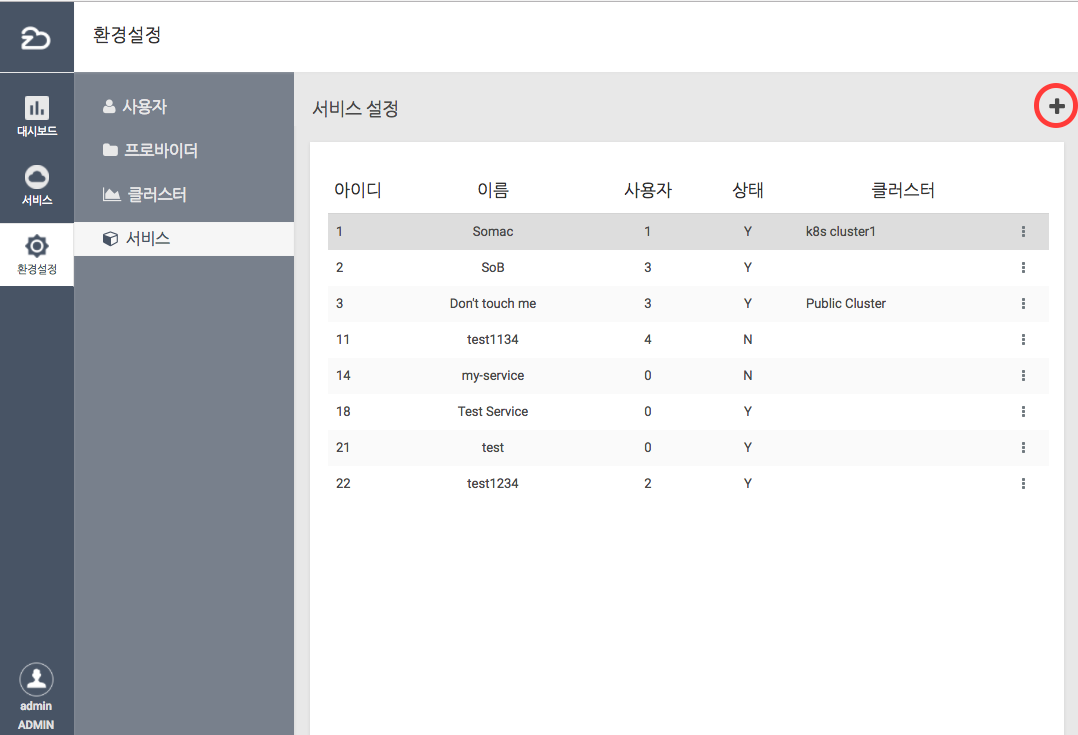 환경설정
대시보드
서비스
환경설정
admin
ADMIN
사용자
프로바이더
클러스터
서비스
서비스 설정
아이디 이름 사용자 상태 클러스터
1 Somac 1 Y k8s cluster1
2 SoB 3 Y
3 Don't touch me 3 Y Public Cluster
11 test1134 4 N
14 my-service 0 N
18 Test Service 0 Y
21 test 0 Y
22 test1234 2 Y